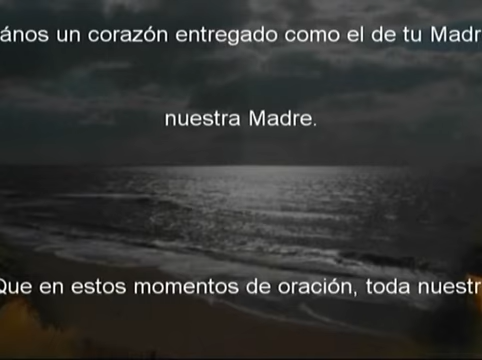 ános un corazón entregado como el de tu Madr
nuestra Madre.
Que en estos momentos de oración, toda nuestr